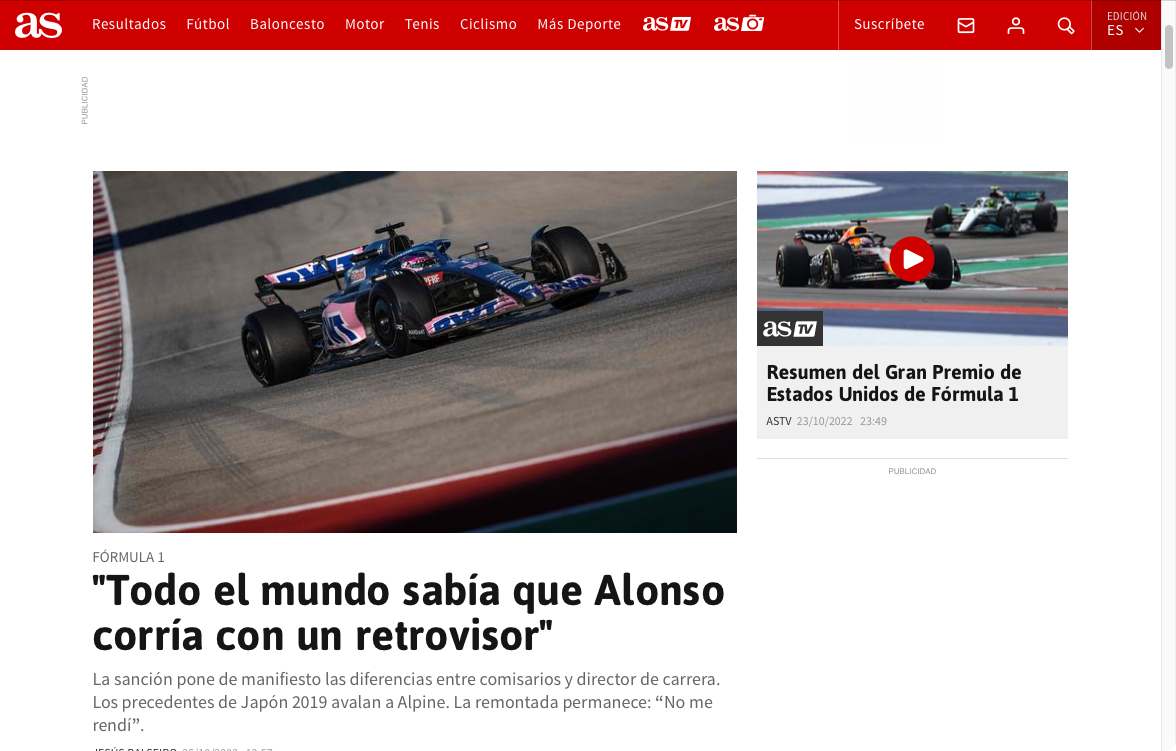 as Resultados Fútbol Baloncesto Motor Tenis Ciclismo Más Deporte as TV as Suscríbete EDICIÓN ES
PUBLICIDAD
BWT
BWT
as TV
Resumen del Gran Premio de
Estados Unidos de Fórmula 1
ASTV 23/10/2022 23:49
PUBLICIDAD
FÓRMULA 1
"Todo el mundo sabía que Alonso
corría con un retrovisor"
La sanción pone de manifiesto las diferencias entre comisarios y director de carrera.
Los precedentes de Japón 2019 avalan a Alpine. La remontada permanece: “No me
rendí”.